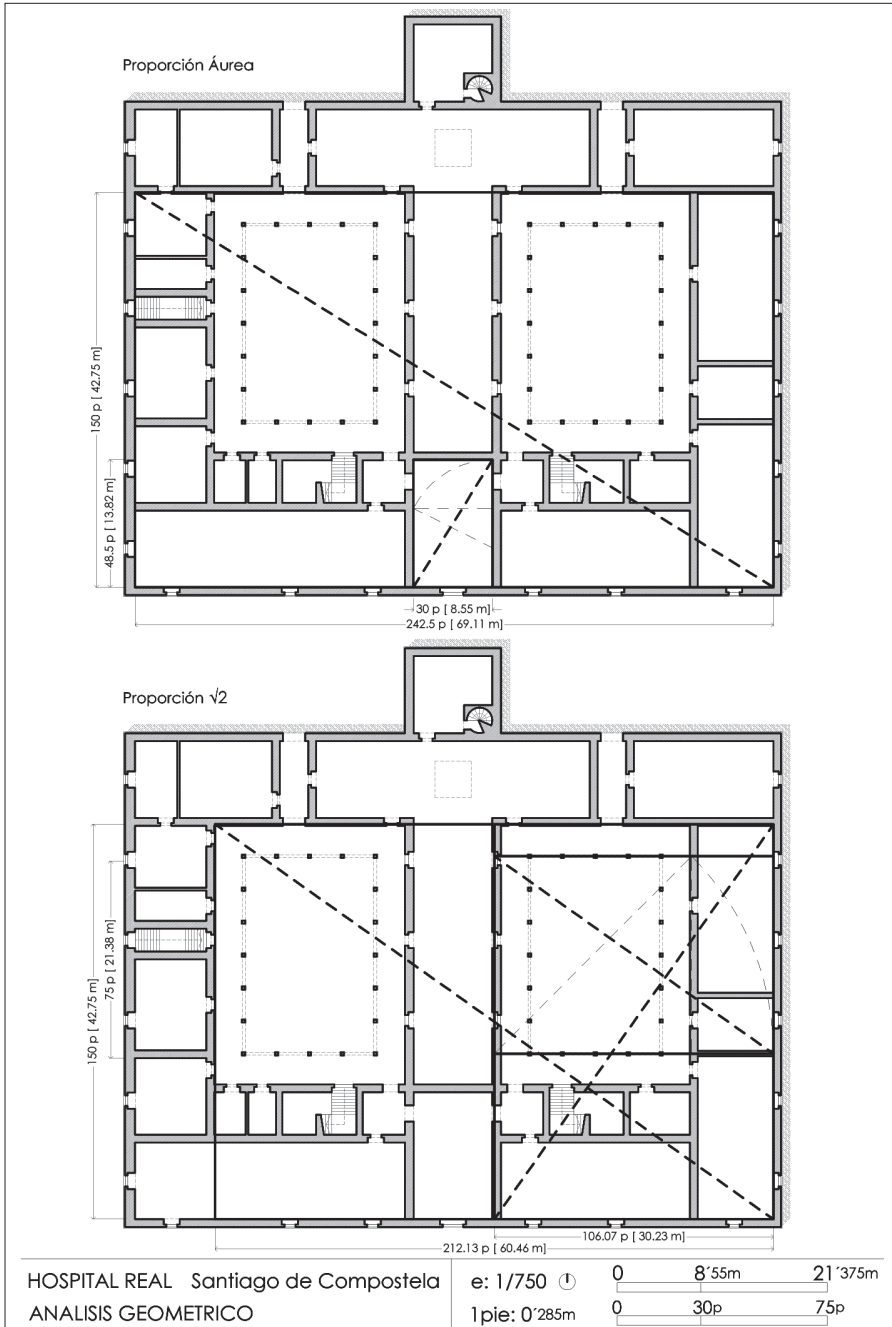 Proporción Áurea
150 p [ 42.75 m]
48.5 p [ 13.82 m]
30 p [ 8.55 m]
242.5 p [ 69.11 m]
Proporción √2
150 p [ 42.75 m]
75 p [ 21.38 m]
106.07 p [ 30.23 m]
212.13 p [ 60.46 m]
HOSPITAL REAL Santiago de Compostela
ANALISIS GEOMETRICO
e: 1/750
1pie: 0´285m
0 8´55m 21´375m
0 30p 75p